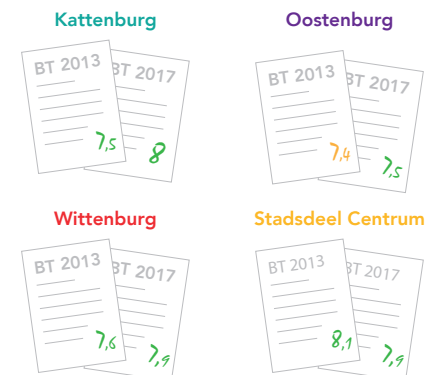 Kattenburg
BT 2013
BT 2017
7,5
8
Oostenburg
BT 2013
BT 2017
7,4
7,5
Wittenburg
BT 2013
BT 2017
7,6
7,9
Stadsdeel Centrum
BT 2013
BT 2017
8,1
7,9